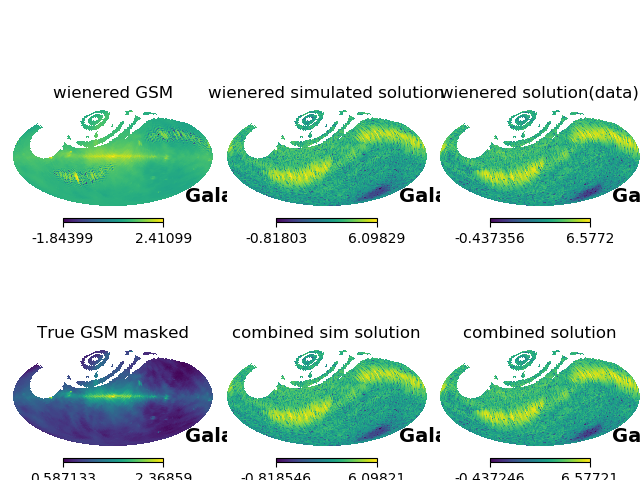 wienered GSM
wienered simulated solution
wienered solution(data)
Gala
Gala
Ga
-1.84399 2.41099
-0.81803 6.09829
-0.437356 6.5772
True GSM masked
combined sim solution
combined solution
Gala
Gala
Ga
0.587133 2.36859
-0.818546 6.09821
-0.437246 6.57721